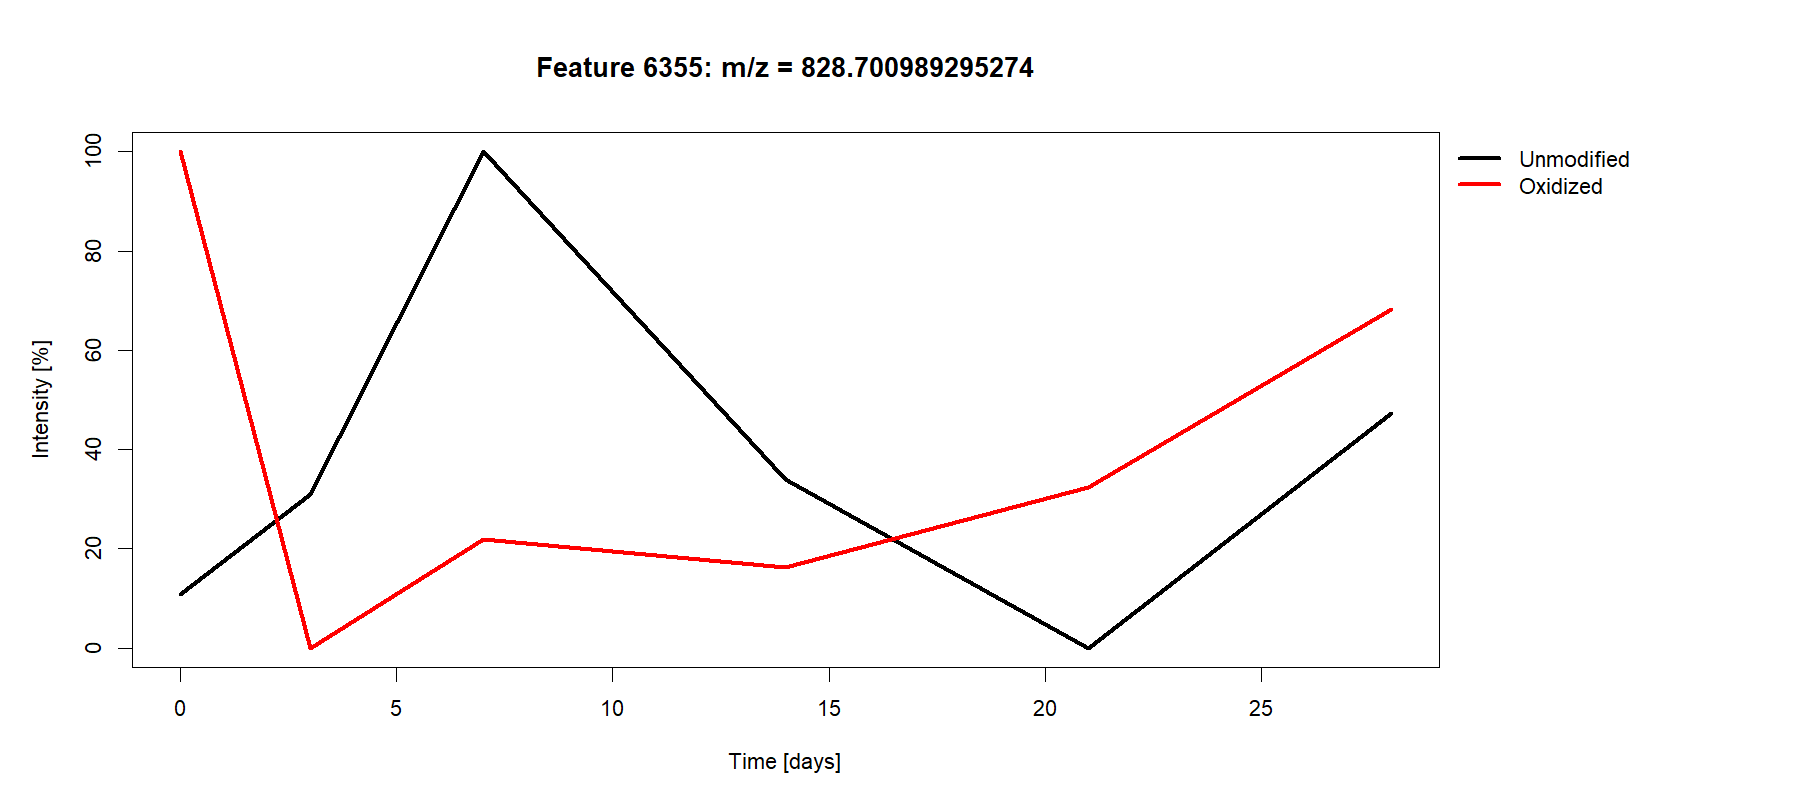 Feature 6355: m/z = 828.700989295274
Unmodified
Oxidized
Intensity [%]
100
80
60
40
20
0
0 5 10 15 20 25
Time [days]